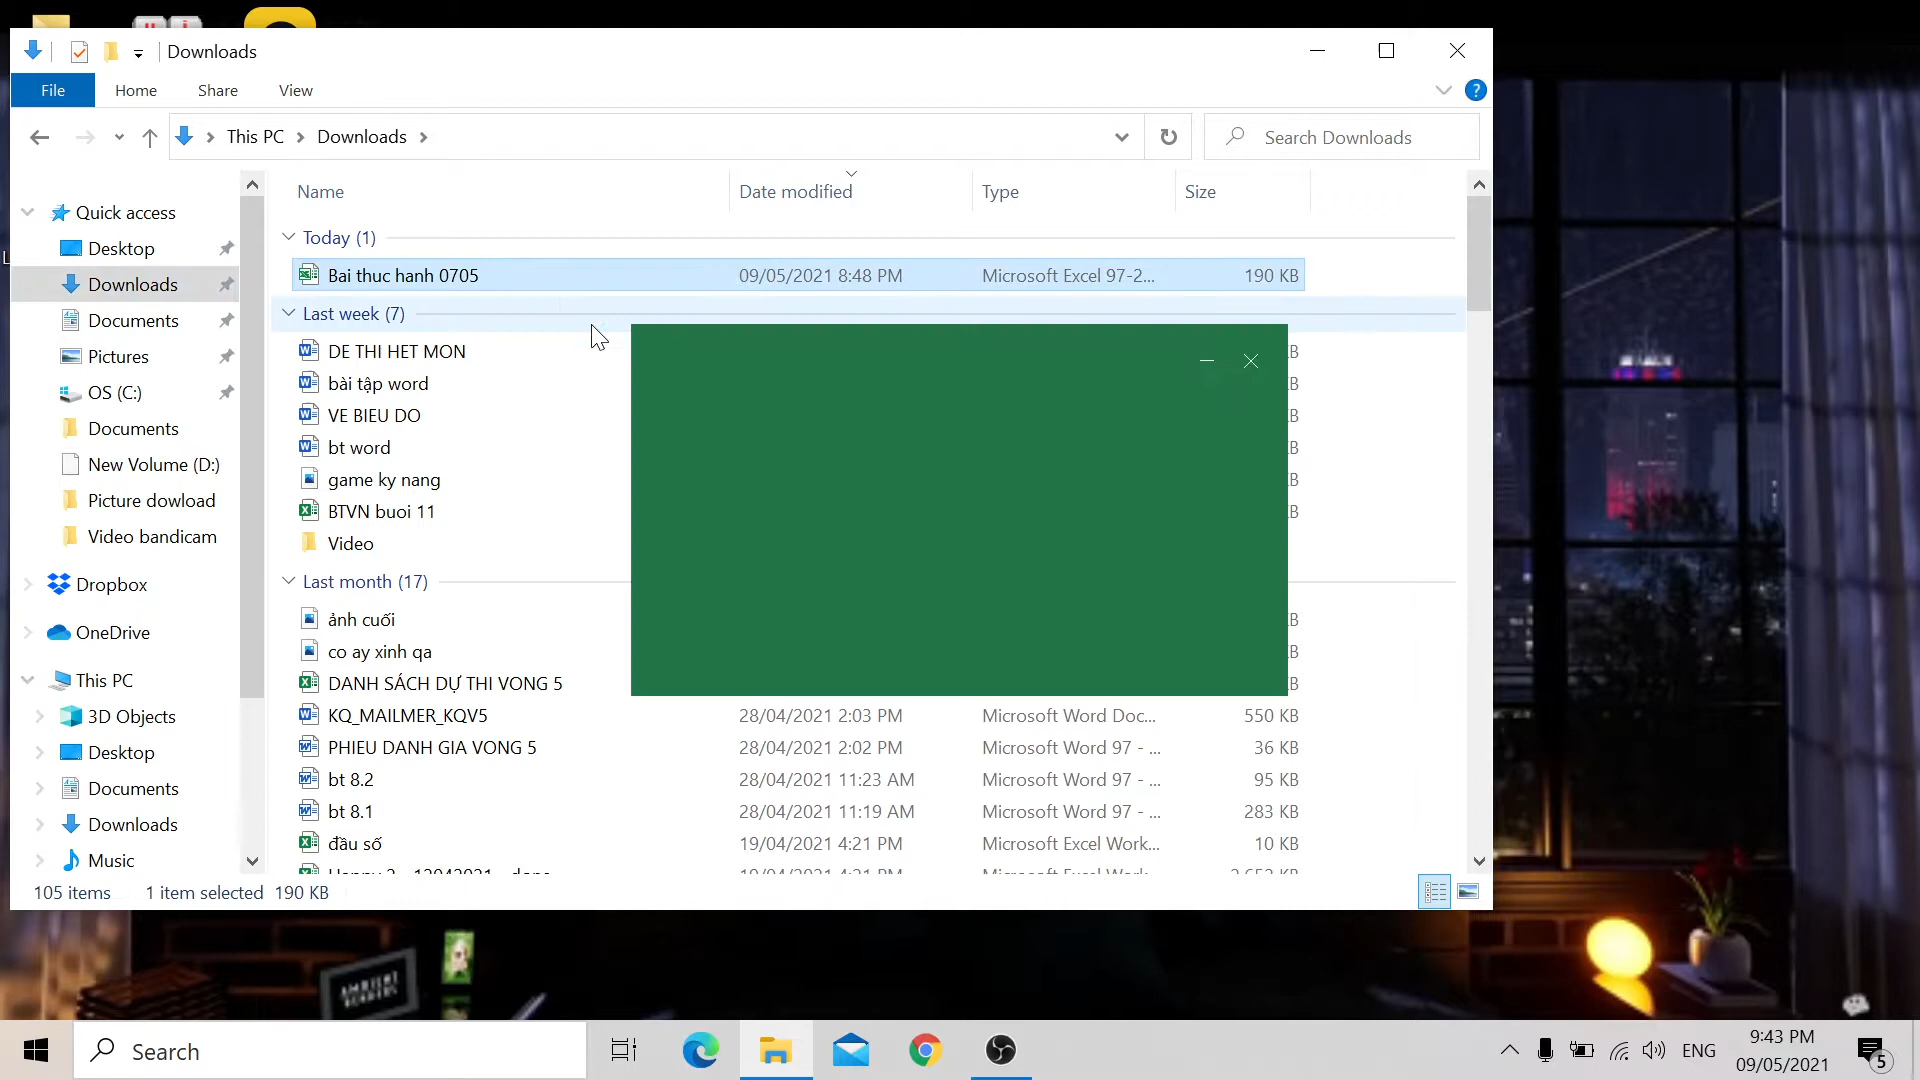 Downloads
File Home Share View
This PC Downloads
Search Downloads
Name Date modified Type Size
Quick access
Desktop
Downloads
Documents
Pictures
OS (C:)
Documents
New Volume (D:)
Picture dowload
Video bandicam
Dropbox
OneDrive
This PC
3D Objects
Desktop
Documents
Downloads
Music
Today (1)
Bai thuc hanh 0705 09/05/2021 8:48 PM Microsoft Excel 97-2... 190 KB
Last week (7)
DE THI HET MON
bài tập word
VE BIEU DO
bt word
game ky nang
BTVN buoi 11
Video
Last month (17)
ảnh cuối
co ay xinh qa
DANH SÁCH DỰ THI VONG 5
KQ_MAILMER_KQV5 28/04/2021 2:03 PM Microsoft Word Doc... 550 KB
PHIEU DANH GIA VONG 5 28/04/2021 2:02 PM Microsoft Word 97 - ... 36 KB
bt 8.2 28/04/2021 11:23 AM Microsoft Word 97 - ... 95 KB
bt 8.1 28/04/2021 11:19 AM Microsoft Word 97 - ... 283 KB
đầu số 19/04/2021 4:21 PM Microsoft Excel Work... 10 KB
105 items 1 item selected 190 KB
Search
ENG
9:43 PM
09/05/2021
5